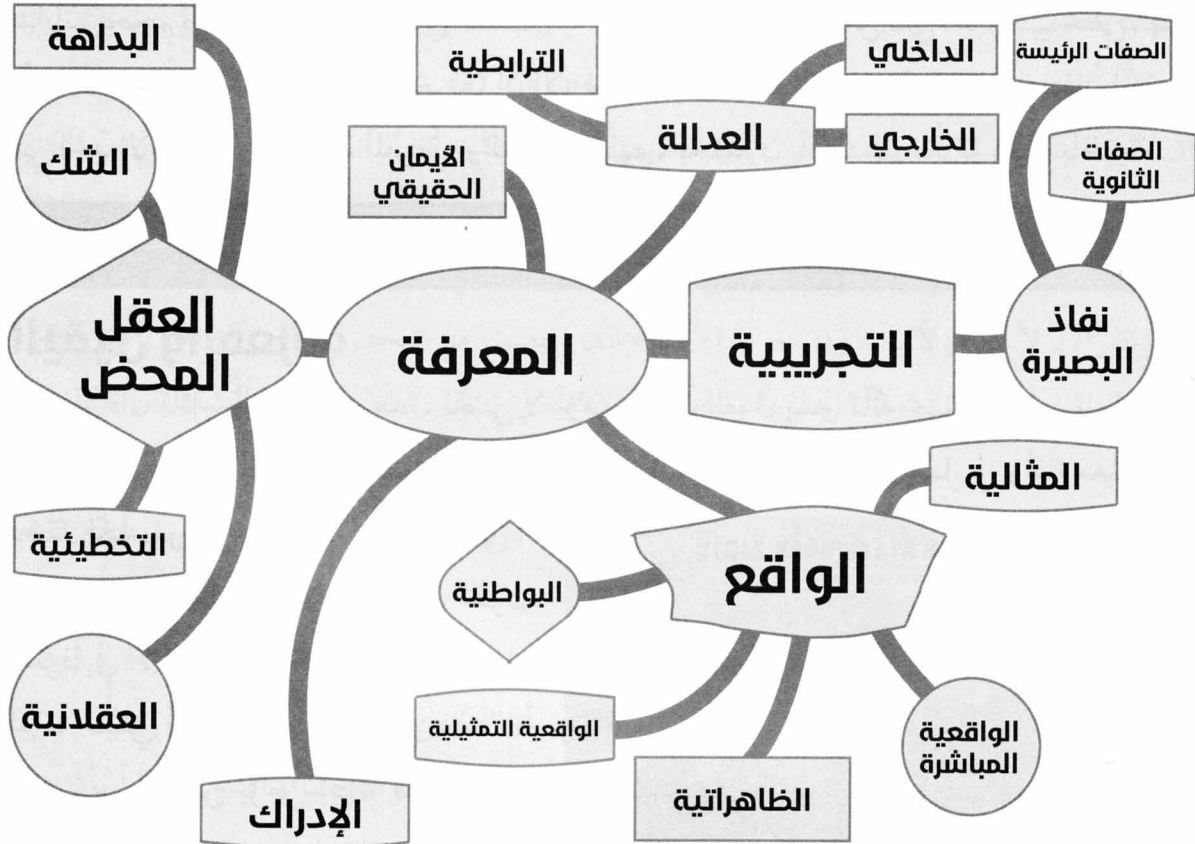 البداهة
الشك
العقل
المحض
التخطيئية
العقلانية
الترابطية
الأيمان
الحقيقي
العدالة
الداخلي
الخارجي
الصفات الرئيسة
الصفات
الثانوية
المعرفة
التجريبية
نفاذ
البصيرة
المثالية
الواقع
البواطنية
الواقعية التمثيلية
الظاهراتية
الواقعية
المباشرة
الإدراك